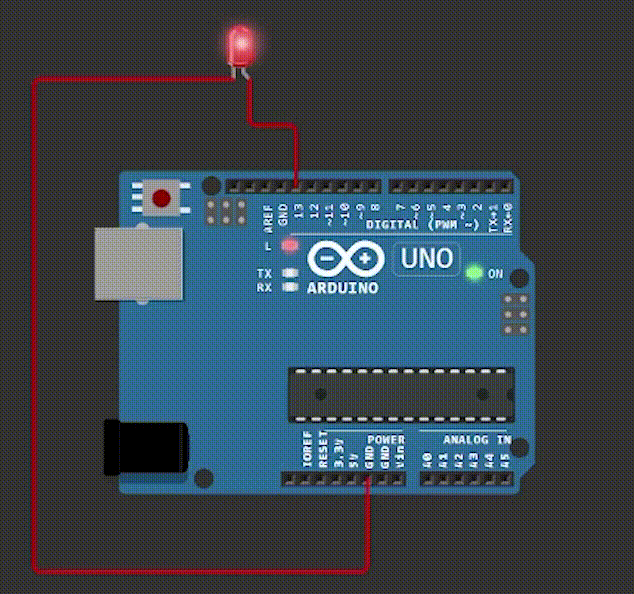 AREF
GND
13
12
~11
~10
~9
8
7
~6
~5
4
~3
2
TX→1
RX←0
DIGITAL (PWM ~)
L
TX
RX
UNO
ON
ARDUINO
IOREF
RESET
3.3V
5V
GND
GND
Vin
POWER
ANALOG IN
A0
A1
A2
A3
A4
A5